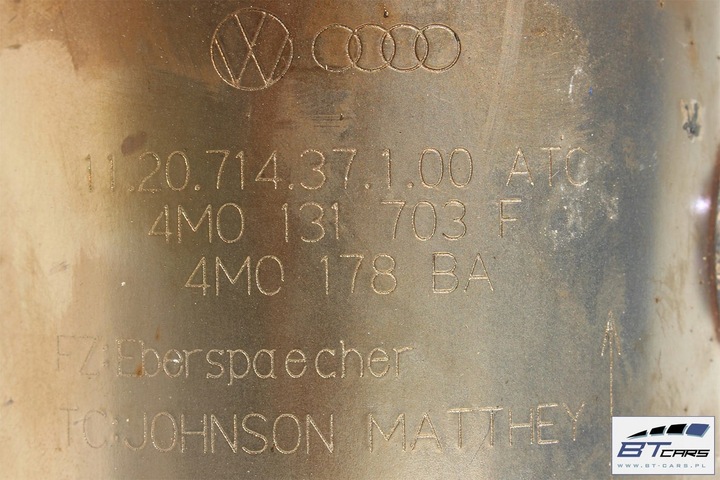 11.20.714.37.1.00 ATC
4M0 131 703 F
4M0 178 BA
FZ:Eberspaecher
TC:JOHNSON MATTHEY
BT CARS
WWW.BT-CARS.PL